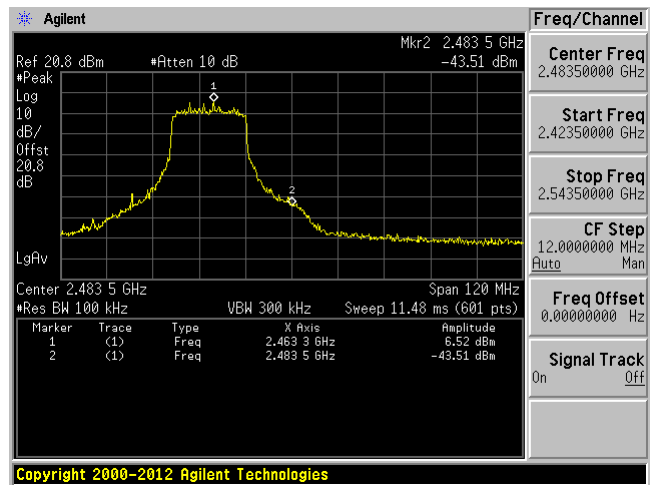 Agilent
Freq/Channel
Mkr2 2.483 5 GHz
Ref 20.8 dBm #Atten 10 dB -43.51 dBm
#Peak
Log
10
dB/
Offst
20.8
dB
LgAv
1
2
Center 2.483 5 GHz Span 120 MHz
#Res BW 100 kHz VBW 300 kHz Sweep 11.48 ms (601 pts)
Marker Trace Type X Axis Amplitude
1 (1) Freq 2.463 3 GHz 6.52 dBm
2 (1) Freq 2.483 5 GHz -43.51 dBm
Center Freq
2.48350000 GHz
Start Freq
2.42350000 GHz
Stop Freq
2.54350000 GHz
CF Step
12.0000000 MHz
Auto Man
Freq Offset
0.00000000 Hz
Signal Track
On Off
Copyright 2000-2012 Agilent Technologies